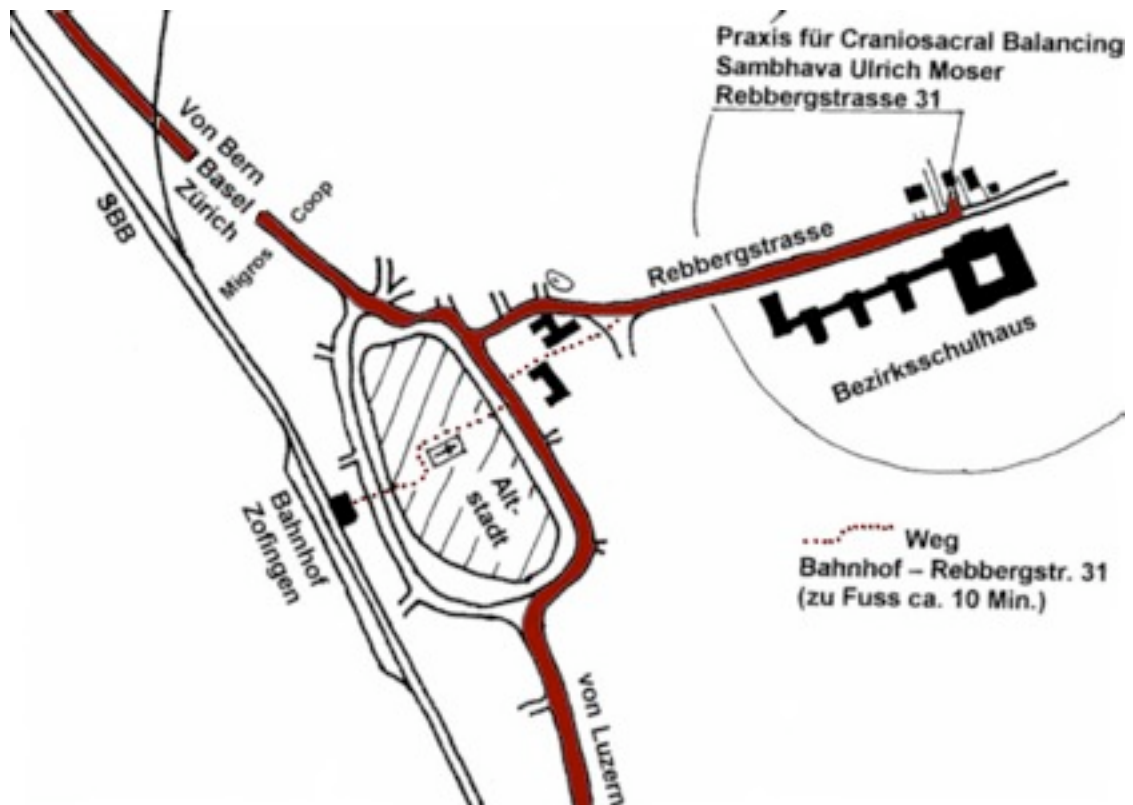 Praxis für Craniosacral Balancing
Sambhava Ulrich Moser
Rebbergstrasse 31
Von Bern
Basel
Zürich
Coop
Migros
SBB
Rebbergstrasse
Bezirksschulhaus
Alt-
stadt
Bahnhof
Zofingen
Weg
Bahnhof – Rebbergstr. 31
(zu Fuss ca. 10 Min.)
von Luzern